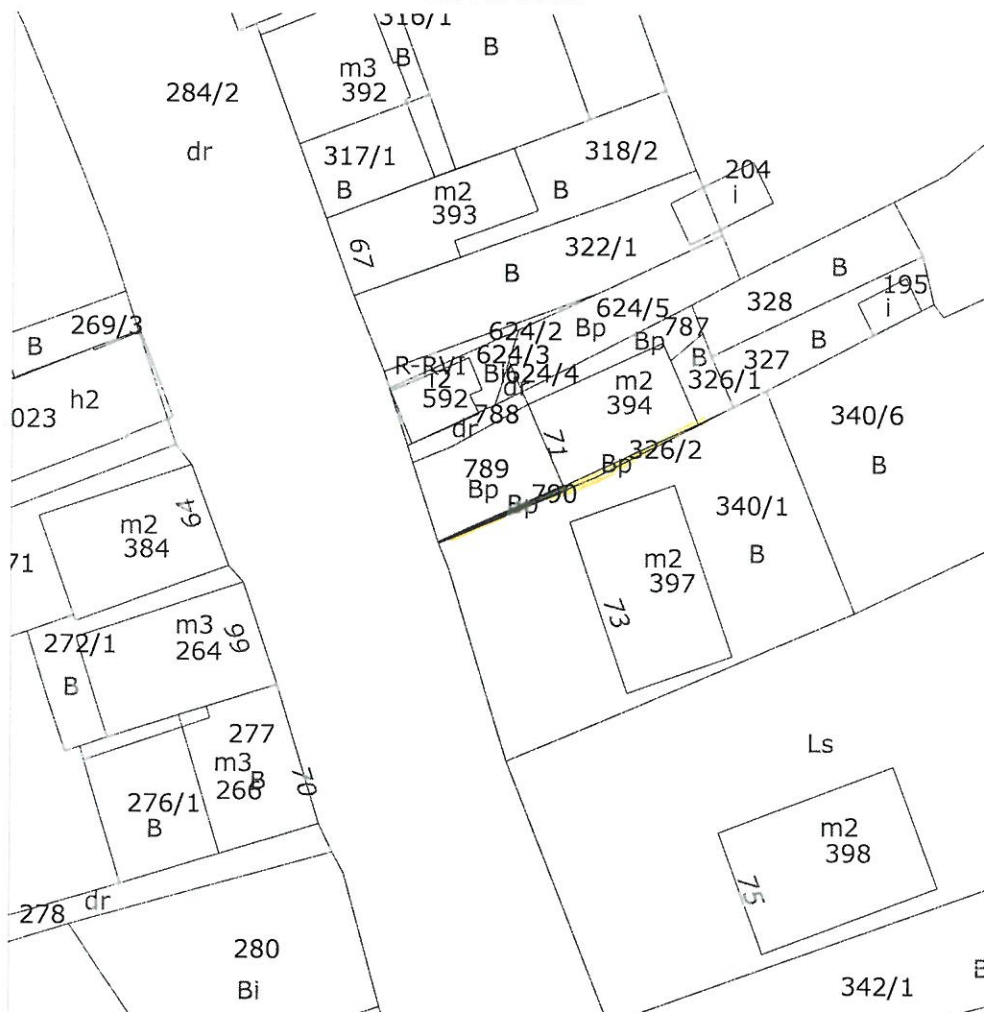 316/1
B
B
m3
392
284/2
dr
317/1
B
318/2
B
m2
393
204
i
67
322/1
B
B
328
195
i
269/3
B
h2
023
624/5
624/2
Bp
787
Bp
624/3
R-RVI
Bi
624/4
dr
i2
592
788
dr
B
327
B
326/1
m2
394
340/6
B
71
326/2
Bp
789
Bp
790
Bp
340/1
B
64
m2
384
71
m2
397
73
m3
264
66
272/1
B
277
m3
266
B
70
276/1
B
Ls
m2
398
75
dr
278
280
Bi
342/1
B